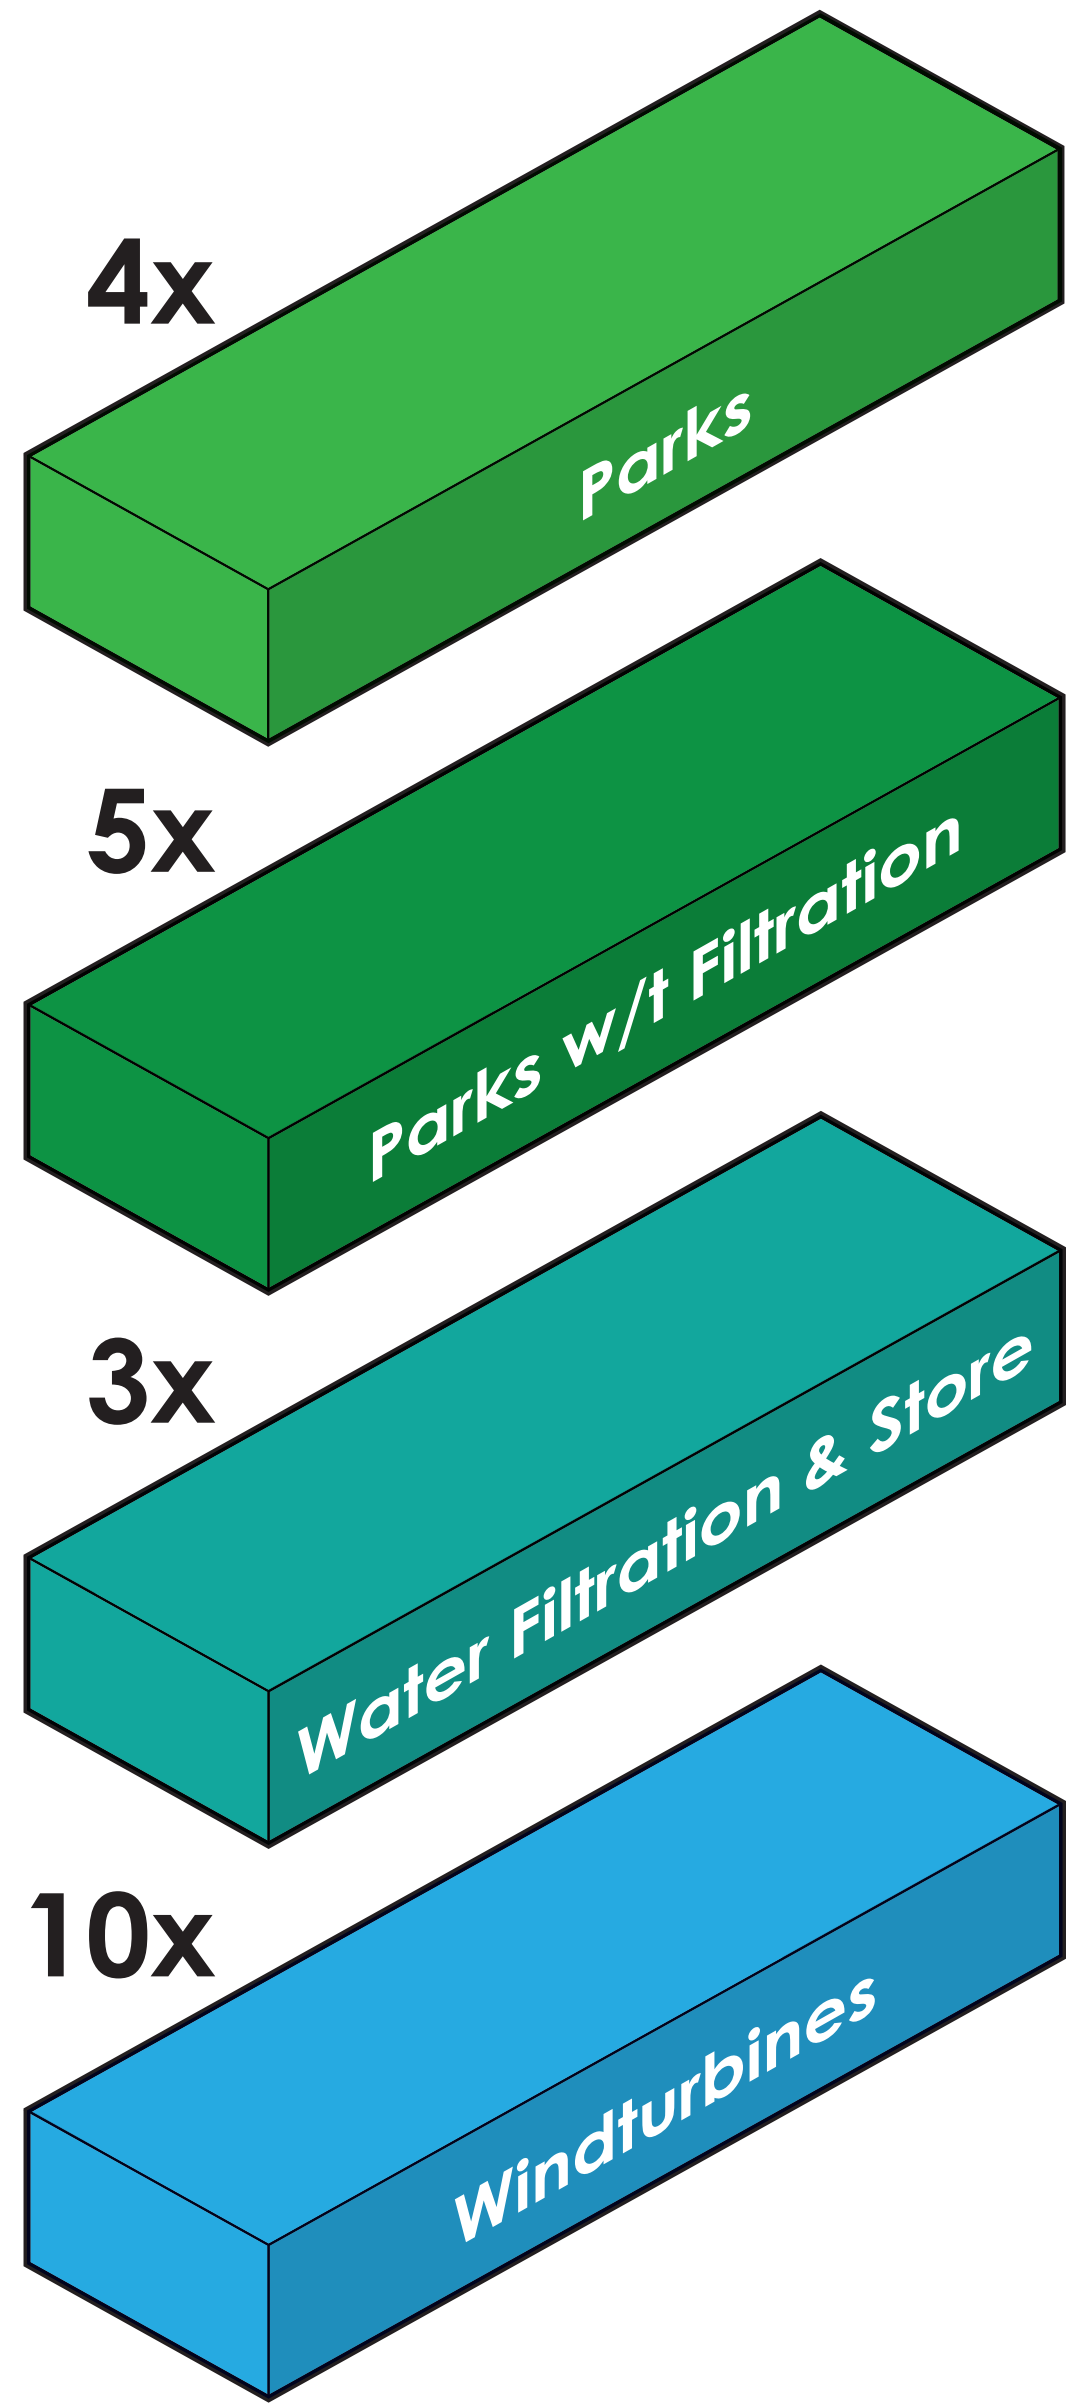 4x
Parks
5x
Parks w/t Filtration
3x
Water Filtration & Store
10x
Windturbines